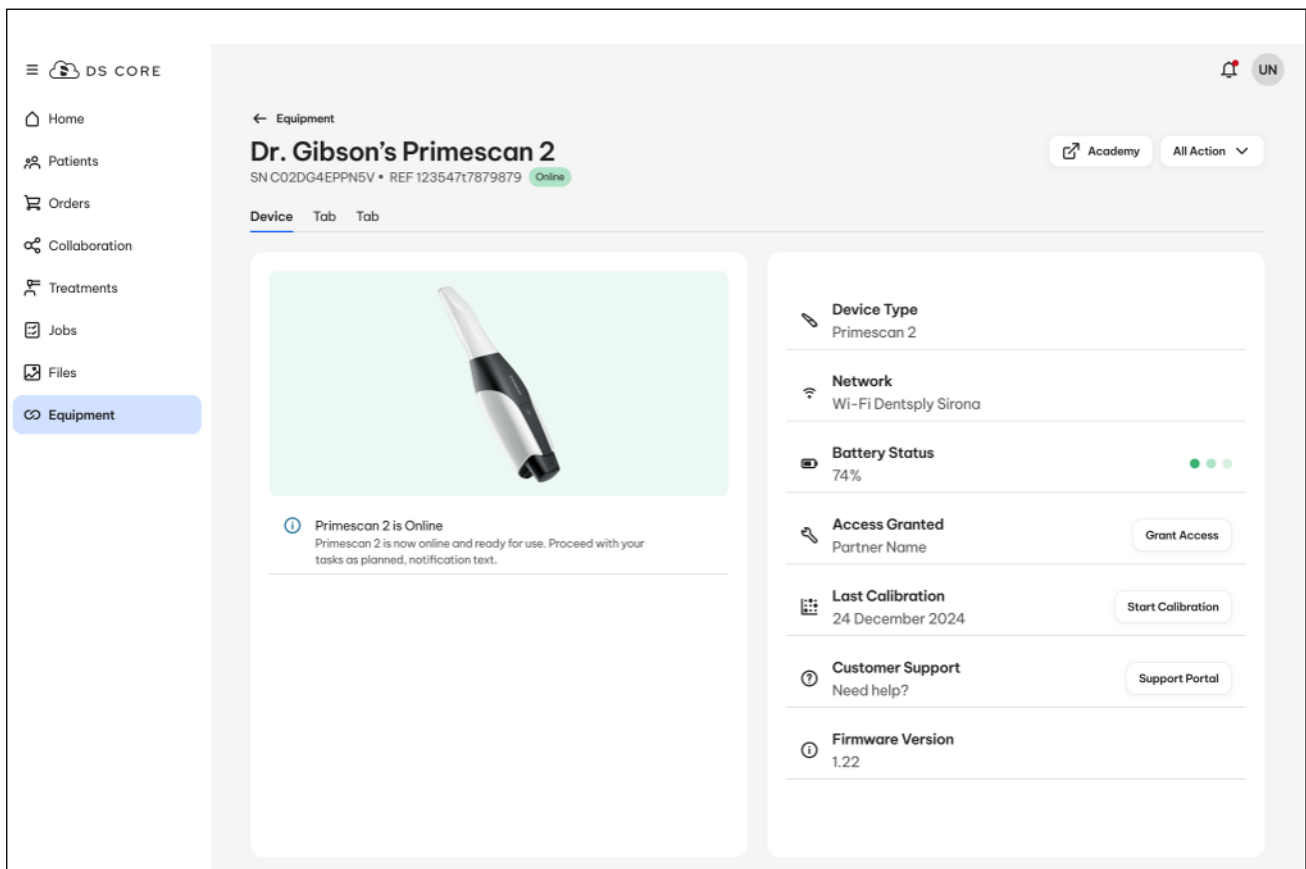 DS CORE
UN
Home
Patients
Orders
Collaboration
Treatments
Jobs
Files
Equipment
Equipment
Dr. Gibson’s Primescan 2
SN C02DG4EPPN5V • REF 123547t7879879 Online
Academy
All Action
Device Tab Tab
Primescan 2 is Online
Primescan 2 is now online and ready for use. Proceed with your
tasks as planned, notification text.
Device Type
Primescan 2
Network
Wi-Fi Dentsply Sirona
Battery Status
74%
Access Granted
Partner Name
Grant Access
Last Calibration
24 December 2024
Start Calibration
Customer Support
Need help?
Support Portal
Firmware Version
1.22